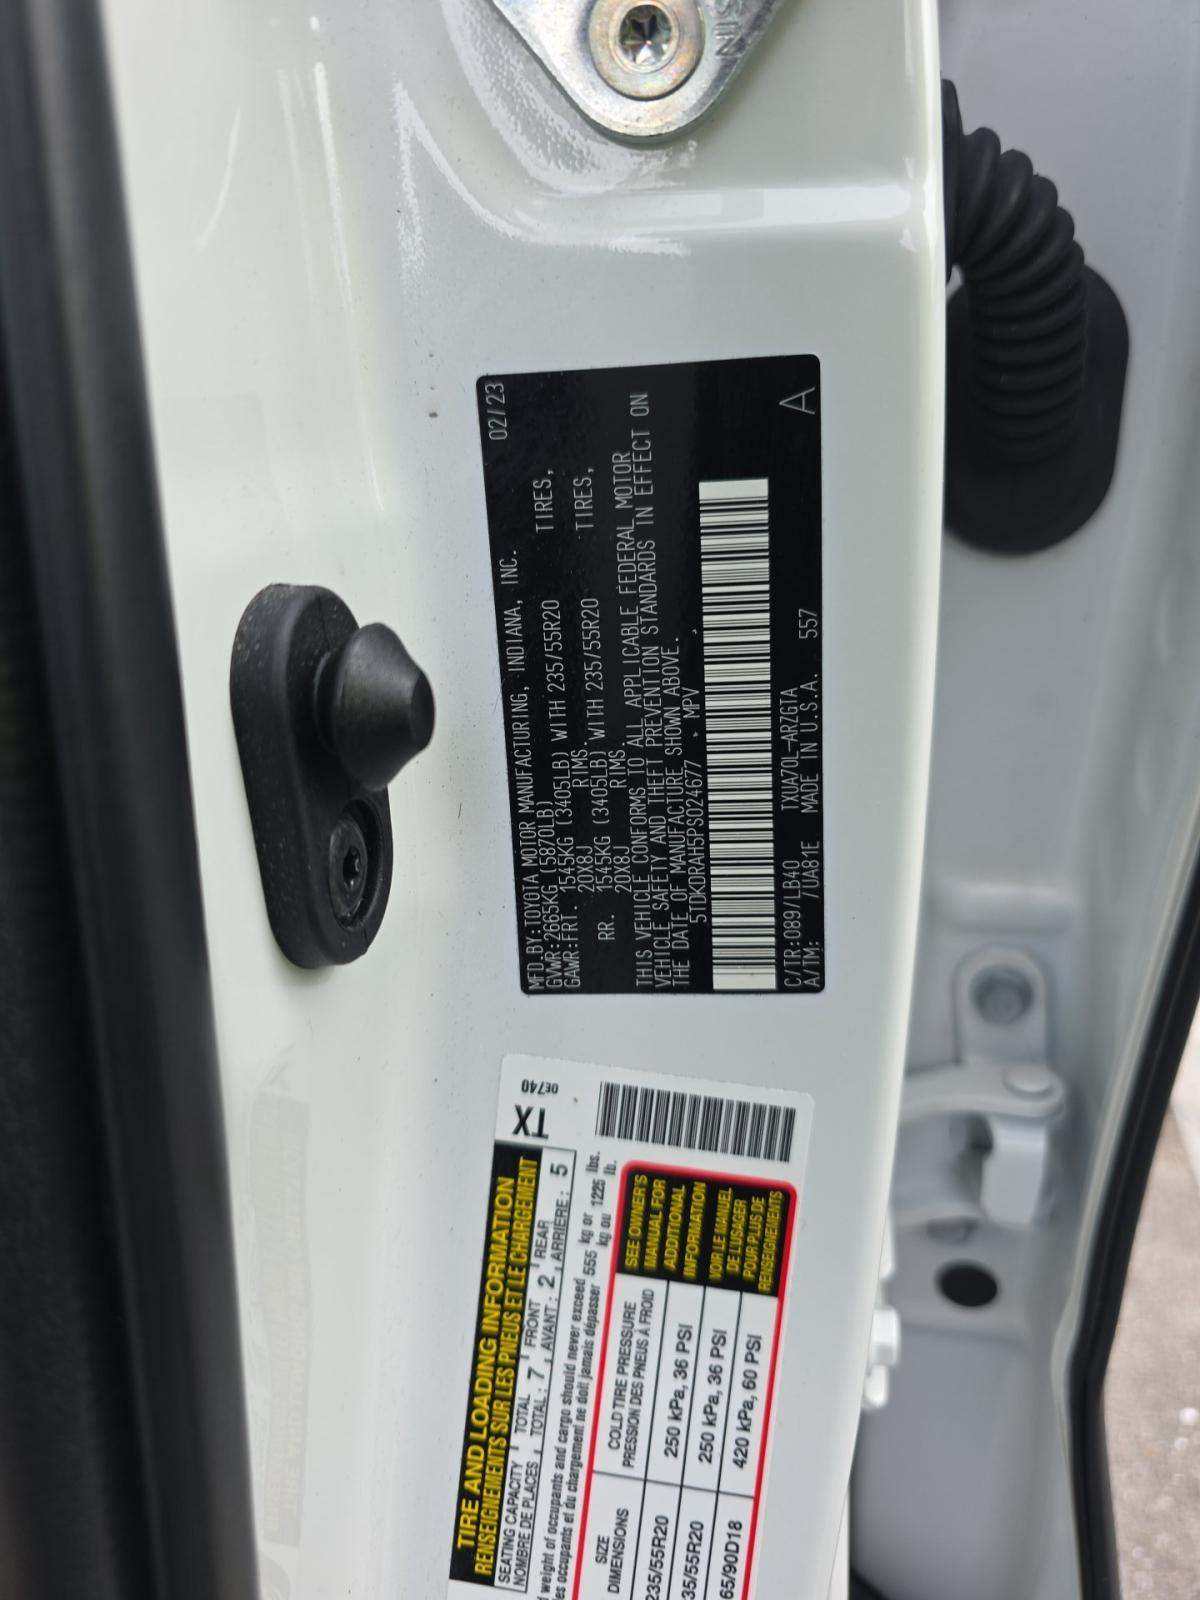 NISIN
MFD.BY:TOYOTA MOTOR MANUFACTURING, INDIANA, INC. 02/23
GVWR:2665KG (5870LB)
GAWR:FRT. 1545KG (3405LB) WITH 235/55R20 TIRES,
20X8J RIMS.
RR. 1545KG (3405LB) WITH 235/55R20 TIRES,
20X8J RIMS.
THIS VEHICLE CONFORMS TO ALL APPLICABLE FEDERAL MOTOR
VEHICLE SAFETY AND THEFT PREVENTION STANDARDS IN EFFECT ON
THE DATE OF MANUFACTURE SHOWN ABOVE.
5TDKDRAH5PS024677 MPV
C/TR:089/LB40 TXUA70L-ARZGTA
A/TM: /UA81E MADE IN U.S.A. 557 A
TIRE AND LOADING INFORMATION
RENSEIGNEMENTS SUR LES PNEUS ET LE CHARGEMENT
TX
0E740
SEATING CAPACITY TOTAL FRONT REAR
NOMBRE DE PLACES TOTAL: 7 AVANT: 2 ARRIÈRE: 5
weight of occupants and cargo should never exceed 555 kg or 1225 lbs.
occupants et du chargement ne doit jamais dépasser kg ou lb.
SIZE
DIMENSIONS
COLD TIRE PRESSURE
PRESSION DES PNEUS À FROID
235/55R20 250 kPa, 36 PSI
35/55R20 250 kPa, 36 PSI
65/90D18 420 kPa, 60 PSI
SEE OWNER'S
MANUAL FOR
ADDITIONAL
INFORMATION
VOIR LE MANUEL
DE L'USAGER
POUR PLUS DE
RENSEIGNEMENTS